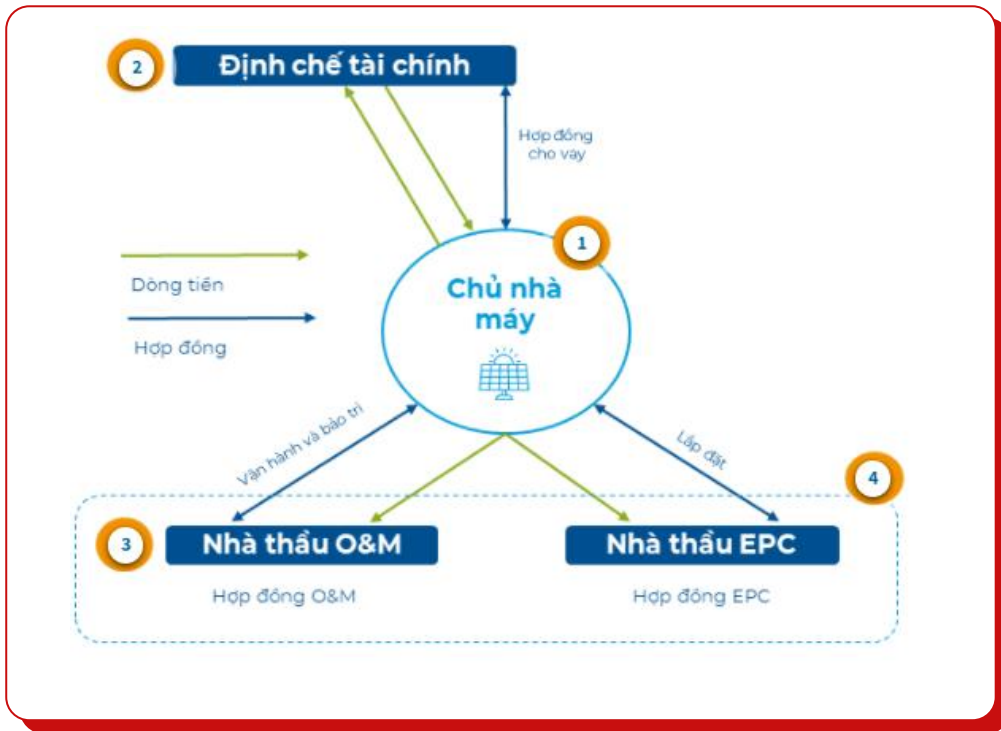 2
Định chế tài chính
Hợp đồng
cho vay
1
Chủ nhà
máy
Dòng tiền
Hợp đồng
Vận hành và bảo trì
Lắp đặt
4
3
Nhà thầu O&M
Nhà thầu EPC
Hợp đồng O&M
Hợp đồng EPC